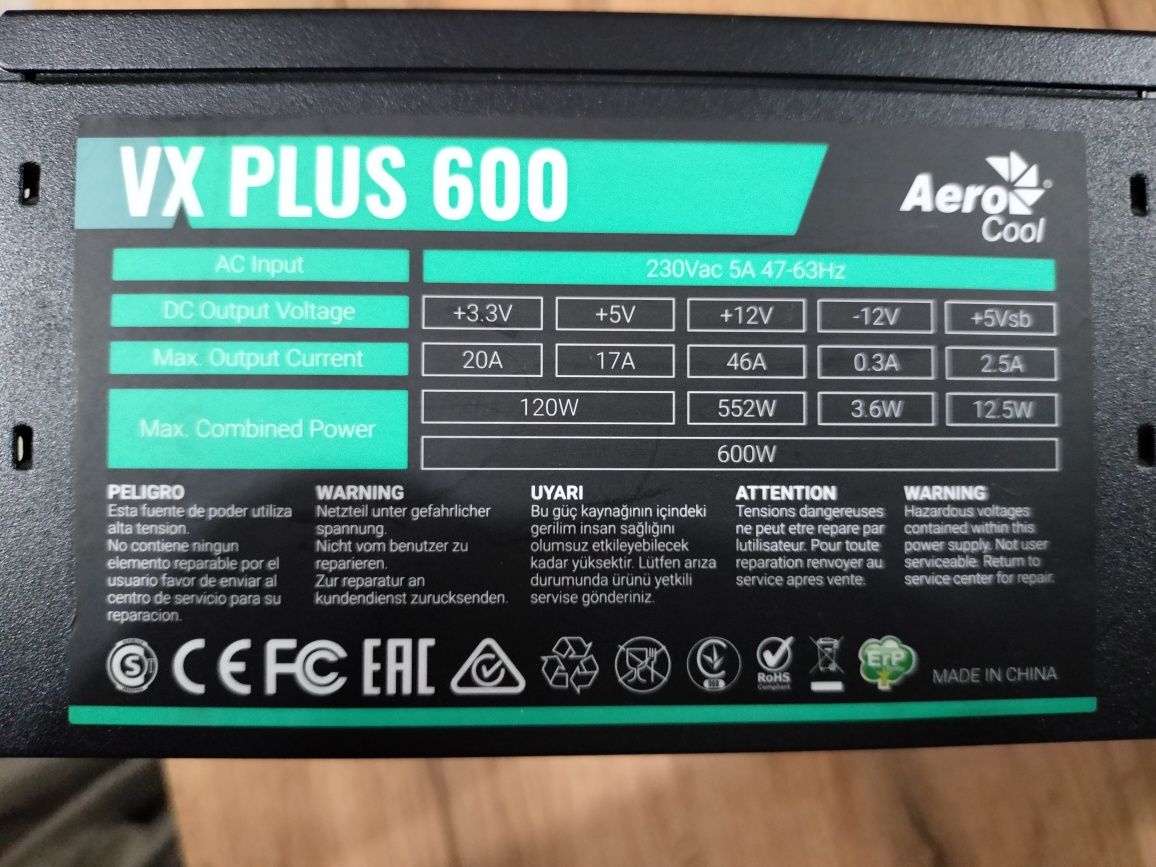 VX PLUS 600
Aero
Cool
AC Input
230Vac 5A 47-63Hz
DC Output Voltage
+3.3V
+5V
+12V
-12V
+5Vsb
Max. Output Current
20A
17A
46A
0.3A
2.5A
Max. Combined Power
120W
552W
3.6W
12.5W
600W
PELIGRO
Esta fuente de poder utiliza
alta tension.
No contiene ningun
elemento reparable por el
usuario favor de enviar al
centro de servicio para su
reparacion.
WARNING
Netzteil unter gefahrlicher
spannung.
Nicht vom benutzer zu
reparieren.
Zur reparatur an
kundendienst zurucksenden.
UYARI
Bu güç kaynağının içindeki
gerilim insan sağlığını
olumsuz etkileyebilecek
kadar yüksektir. Lütfen arıza
durumunda ürünü yetkili
servise gönderiniz.
ATTENTION
Tensions dangereuses
ne peut etre repare par
lutilisateur. Pour toute
reparation renvoyer au
service apres vente.
WARNING
Hazardous voltages
contained within this
power supply. Not user
serviceable. Return to
service center for repair.
S
CE
FC
EAC
RoHS
Compliant
ErP
MADE IN CHINA